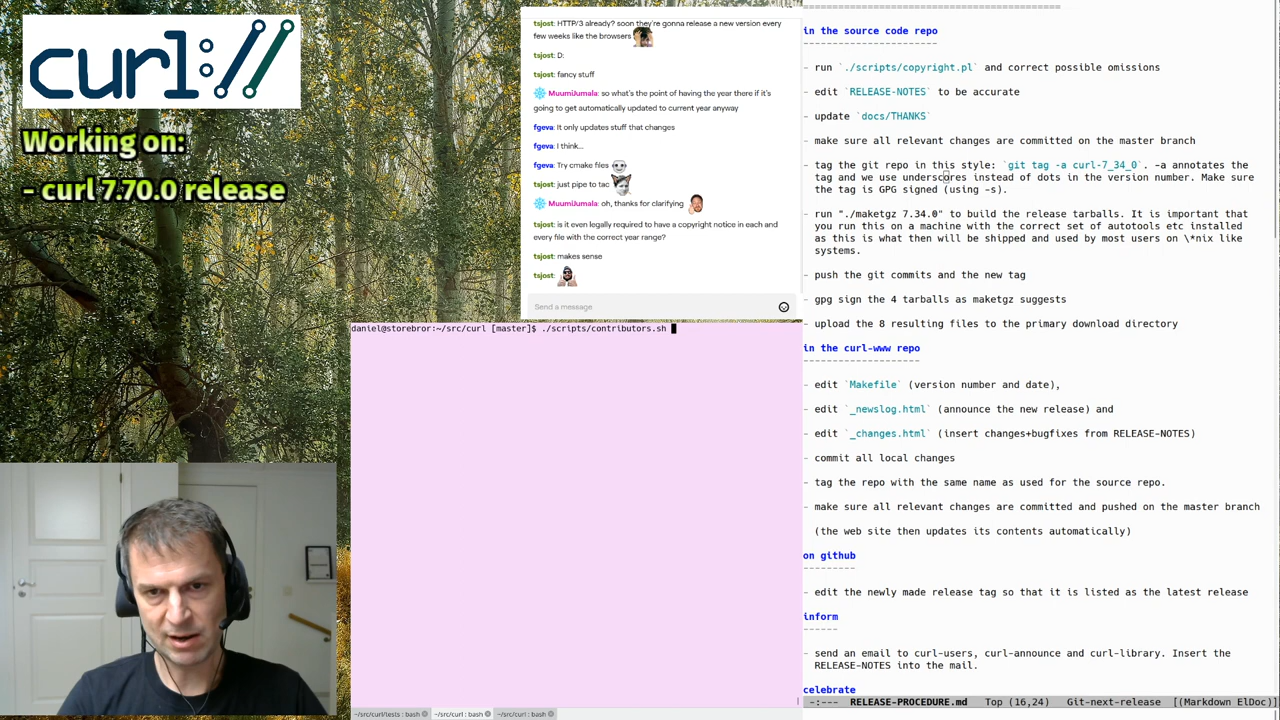 curl://
Working on:
- curl 7.70.0 release
tsjost: HTTP/3 already? soon they're gonna release a new version every
few weeks like the browsers
tsjost: D:
tsjost: fancy stuff
MuumiJumala: so what's the point of having the year there if it's
going to get automatically updated to current year anyway
fgeva: It only updates stuff that changes
fgeva: I think...
fgeva: Try cmake files
tsjost: just pipe to tac
MuumiJumala: oh, thanks for clarifying
tsjost: is it even legally required to have a copyright notice in each and
every file with the correct year range?
tsjost: makes sense
tsjost:
Send a message
daniel@storebror:~/src/curl [master]$ ./scripts/contributors.sh
~/src/curl/tests : bash
~/src/curl : bash
~/src/curl : bash
in the source code repo
-----------------------
- run `./scripts/copyright.pl` and correct possible omissions
- edit `RELEASE-NOTES` to be accurate
- update `docs/THANKS`
- make sure all relevant changes are committed on the master branch
- tag the git repo in this style: `git tag -a curl-7_34_0`. -a annotates the
tag and we use underscores instead of dots in the version number. Make sure
the tag is GPG signed (using -s).
- run "./maketgz 7.34.0" to build the release tarballs. It is important that
you run this on a machine with the correct set of autotools etc installed
as this is what then will be shipped and used by most users on \*nix like
systems.
- push the git commits and the new tag
- gpg sign the 4 tarballs as maketgz suggests
- upload the 8 resulting files to the primary download directory
in the curl-www repo
--------------------
- edit `Makefile` (version number and date),
- edit `_newslog.html` (announce the new release) and
- edit `_changes.html` (insert changes+bugfixes from RELEASE-NOTES)
- commit all local changes
- tag the repo with the same name as used for the source repo.
- make sure all relevant changes are committed and pushed on the master branch
(the web site then updates its contents automatically)
on github
---------
- edit the newly made release tag so that it is listed as the latest release
inform
------
- send an email to curl-users, curl-announce and curl-library. Insert the
RELEASE-NOTES into the mail.
celebrate
-:--- RELEASE-PROCEDURE.md Top (16,24) Git-next-release [(Markdown ElDoc)]